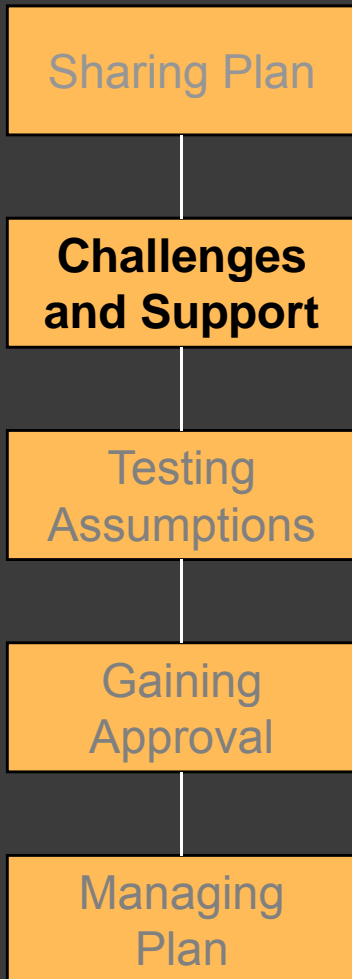 Sharing Plan
Challenges
and Support
Testing
Assumptions
Gaining
Approval
Managing
Plan